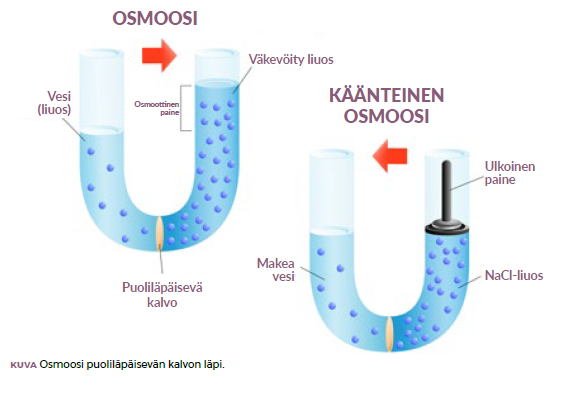 OSMOOSI
Väkevöity liuos
Vesi
(liuos)
Osmoottinen
paine
Puoliläpäisevä
kalvo
KÄÄNTEINEN
OSMOOSI
Ulkoinen
paine
Makea
vesi
NaCl-liuos
KUVA Osmoosi puoliläpäisevän kalvon läpi.